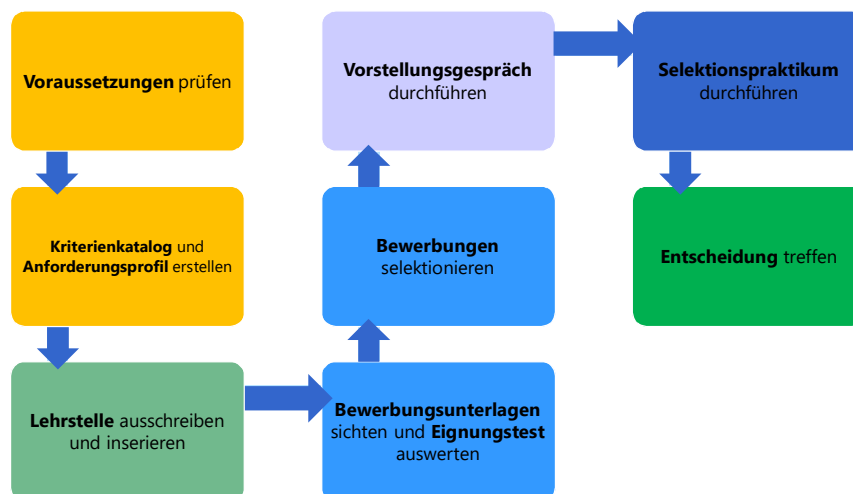 Voraussetzungen prüfen
Kriterienkatalog und
Anforderungsprofil erstellen
Lehrstelle ausschreiben
und inserieren
Bewerbungsunterlagen
sichten und Eignungstest
auswerten
Bewerbungen
selektionieren
Vorstellungsgespräch
durchführen
Selektionspraktikum
durchführen
Entscheidung treffen